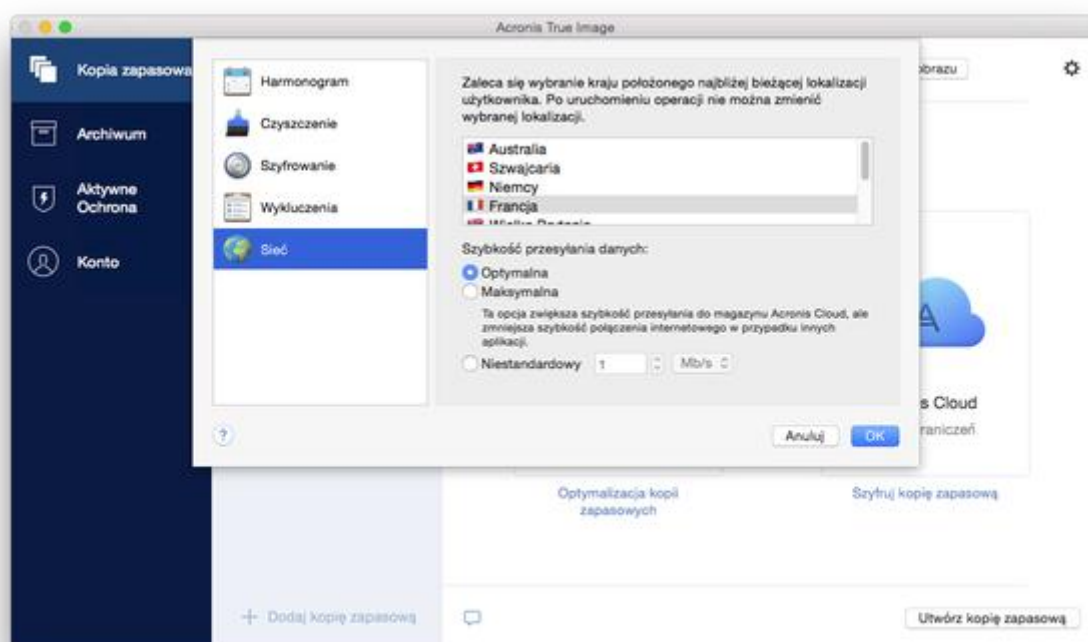 Acronis True Image
Kopia zapasowa
Archiwum
Aktywne
Ochrona
Konto
Harmonogram
Czyszczenie
Szyfrowanie
Wykluczenia
Sieć
Zaleca się wybranie kraju położonego najbliżej bieżącej lokalizacji
użytkownika. Po uruchomieniu operacji nie można zmienić
wybranej lokalizacji.
Australia
Szwajcaria
Niemcy
Francja
Szybkość przesyłania danych:
Optymalna
Maksymalna
Ta opcja zwiększa szybkość przesyłania do magazynu Acronis Cloud, ale
zmniejsza szybkość połączenia internetowego w przypadku innych
aplikacji.
Niestandardowy 1 Mb/s
?
Anuluj
OK
obrazu
s Cloud
raniczeń
Optymalizacja kopii
zapasowych
Szyfruj kopię zapasową
Dodaj kopię zapasową
Utwórz kopię zapasową